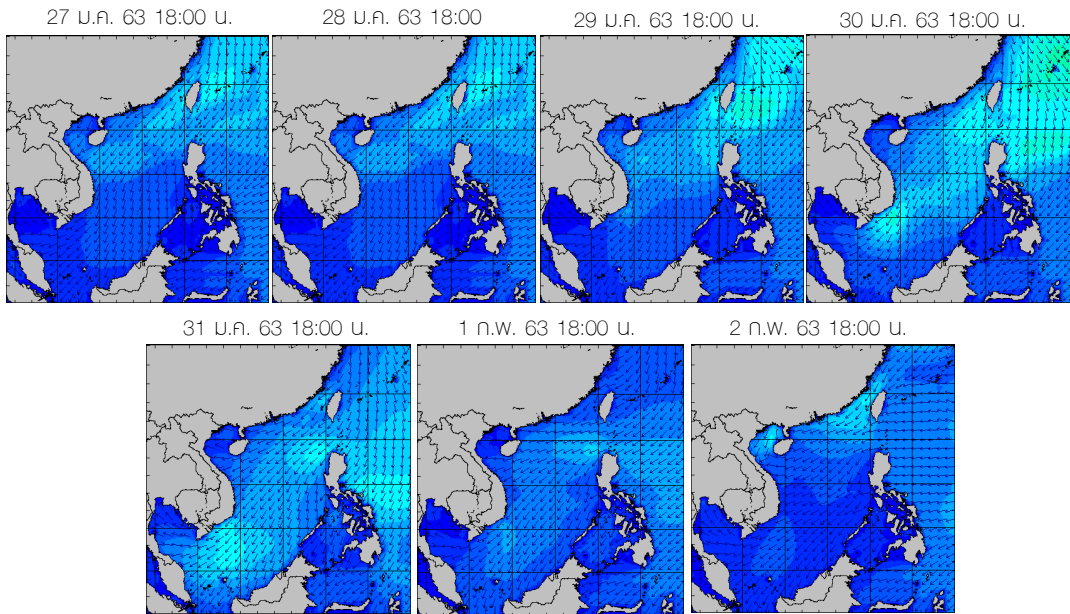 27 ม.ค. 63 18:00 น.
28 ม.ค. 63 18:00
29 ม.ค. 63 18:00 น.
30 ม.ค. 63 18:00 น.
31 ม.ค. 63 18:00 น.
1 ก.พ. 63 18:00 น.
2 ก.พ. 63 18:00 น.